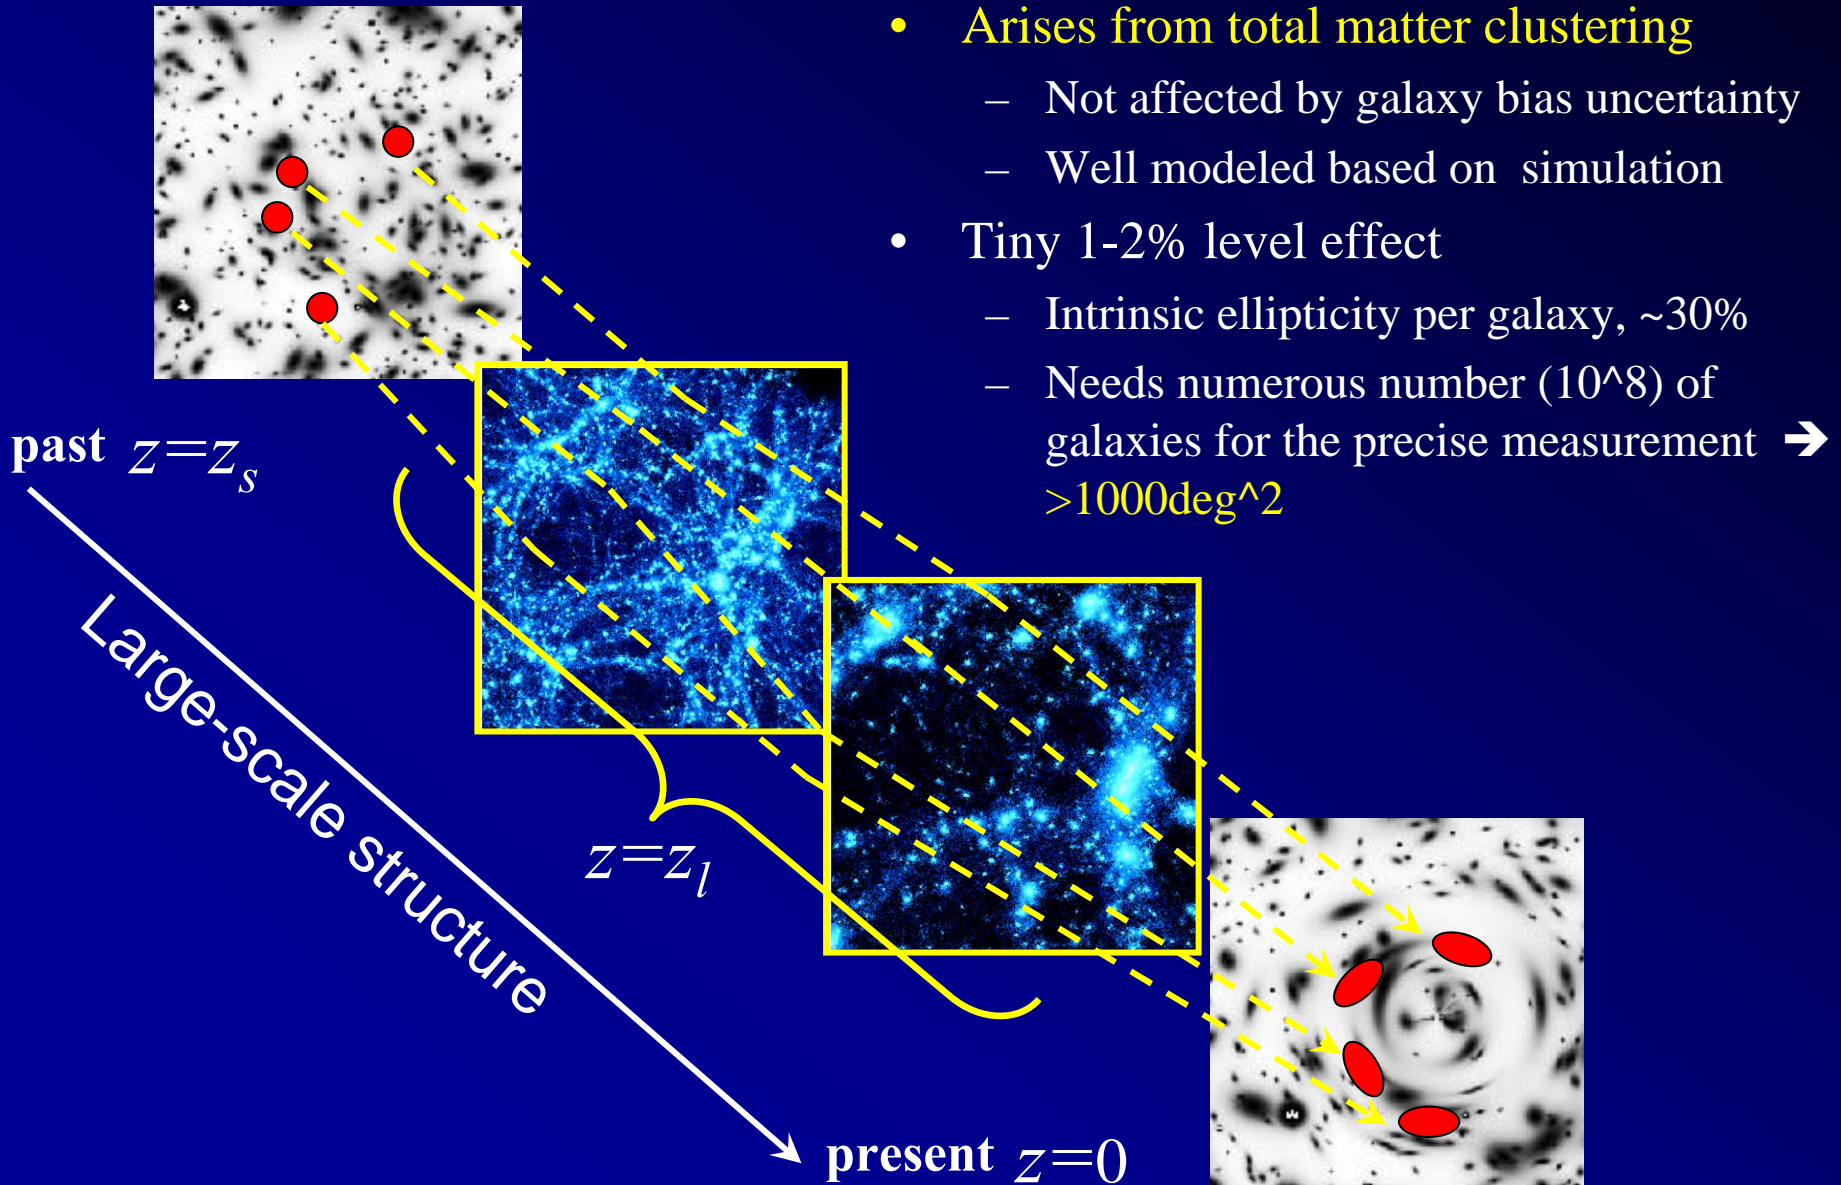 • Arises from total matter clustering
– Not affected by galaxy bias uncertainty
– Well modeled based on simulation
• Tiny 1-2% level effect
– Intrinsic ellipticity per galaxy, ~30%
– Needs numerous number (10^8) of
galaxies for the precise measurement ➔
>1000deg^2
past z=zₛ
Large-scale structure
z=zₗ
present z=0